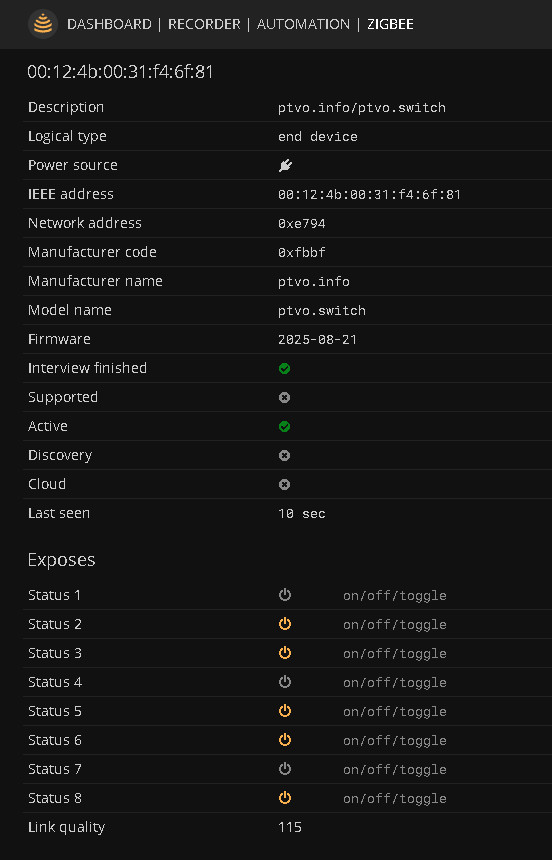 DASHBOARD | RECORDER | AUTOMATION | ZIGBEE
00:12:4b:00:31:f4:6f:81
Description ptvo.info/ptvo.switch
Logical type end device
Power source
IEEE address 00:12:4b:00:31:f4:6f:81
Network address 0xe794
Manufacturer code 0xfbbf
Manufacturer name ptvo.info
Model name ptvo.switch
Firmware 2025-08-21
Interview finished
Supported
Active
Discovery
Cloud
Last seen 10 sec
Exposes
Status 1 on/off/toggle
Status 2 on/off/toggle
Status 3 on/off/toggle
Status 4 on/off/toggle
Status 5 on/off/toggle
Status 6 on/off/toggle
Status 7 on/off/toggle
Status 8 on/off/toggle
Link quality 115